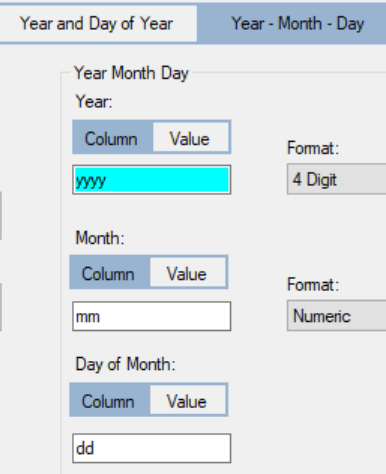 Year and Day of Year Year - Month - Day
Year Month Day
Year:
Column Value
Format:
yyyy 4 Digit
Month:
Column Value
Format:
mm Numeric
Day of Month:
Column Value
dd